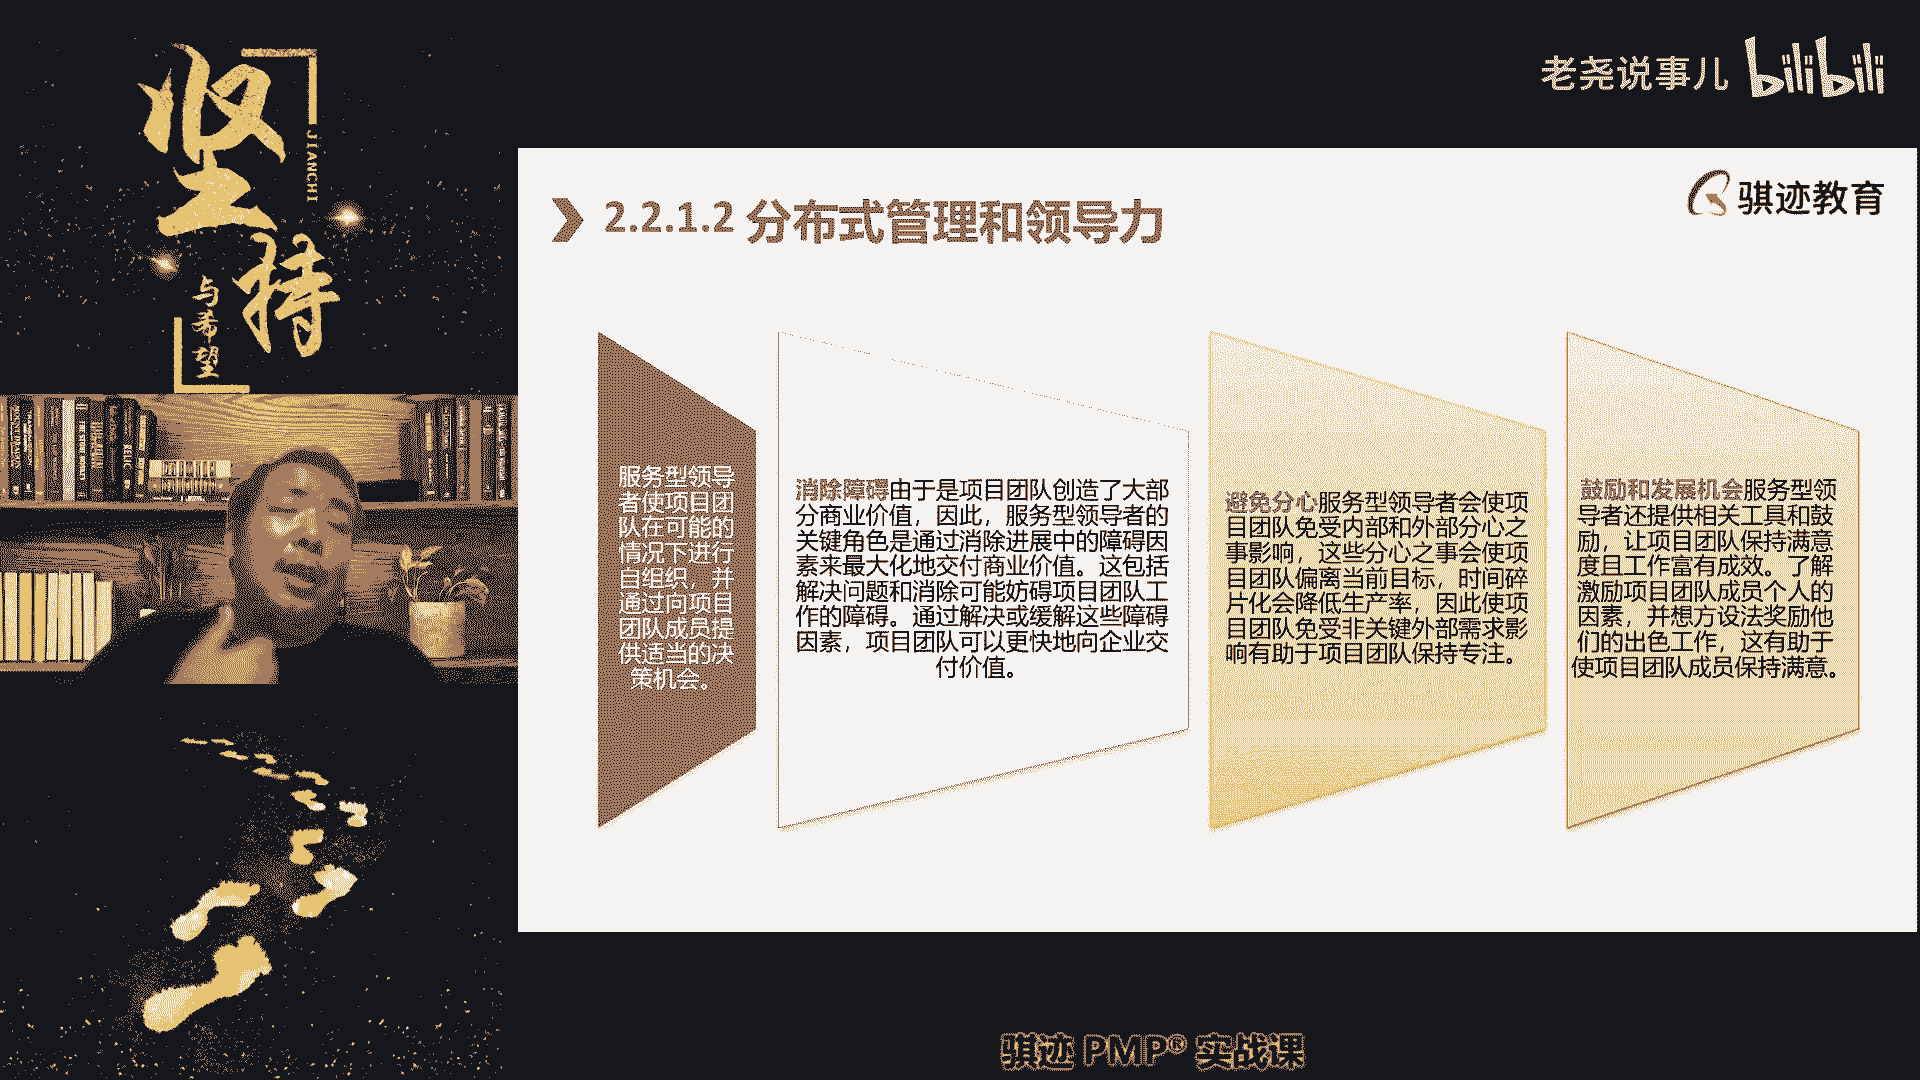 坚持
JIANCHI
与希望
老尧说事儿 bilibili
骐迹教育
2.2.1.2 分布式管理和领导力
服务型领导
者使项目团
队在可能的
情况下进行
自组织，并
通过向项目
团队成员提
供适当的决
策机会。
消除障碍由于是项目团队创造了大部
分商业价值，因此，服务型领导者的
关键角色是通过消除进展中的障碍因
素来最大化地交付商业价值。这包括
解决问题和消除可能妨碍项目团队工
作的障碍。通过解决或缓解这些障碍
因素，项目团队可以更快地向企业交
付价值。
避免分心服务型领导者会使项
目团队免受内部和外部分心之
事影响，这些分心之事会使项
目团队偏离当前目标，时间碎
片化会降低生产率，因此使项
目团队免受非关键外部需求影
响有助于项目团队保持专注。
鼓励和发展机会服务型领
导者还提供相关工具和鼓
励，让项目团队保持满意
度且工作富有成效。了解
激励项目团队成员个人的
因素，并想方设法奖励他
们的出色工作，这有助于
使项目团队成员保持满意。
骐迹 PMP® 实战课